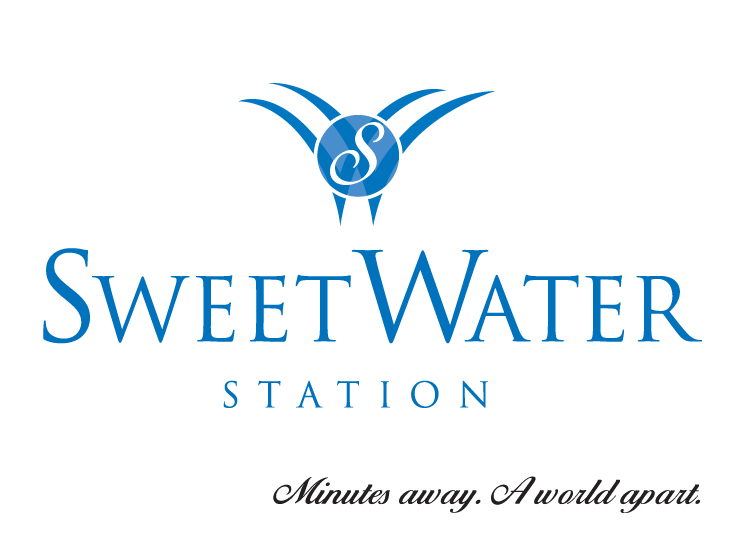 S
SWEETWATER
STATION
Minutes away. A world apart.